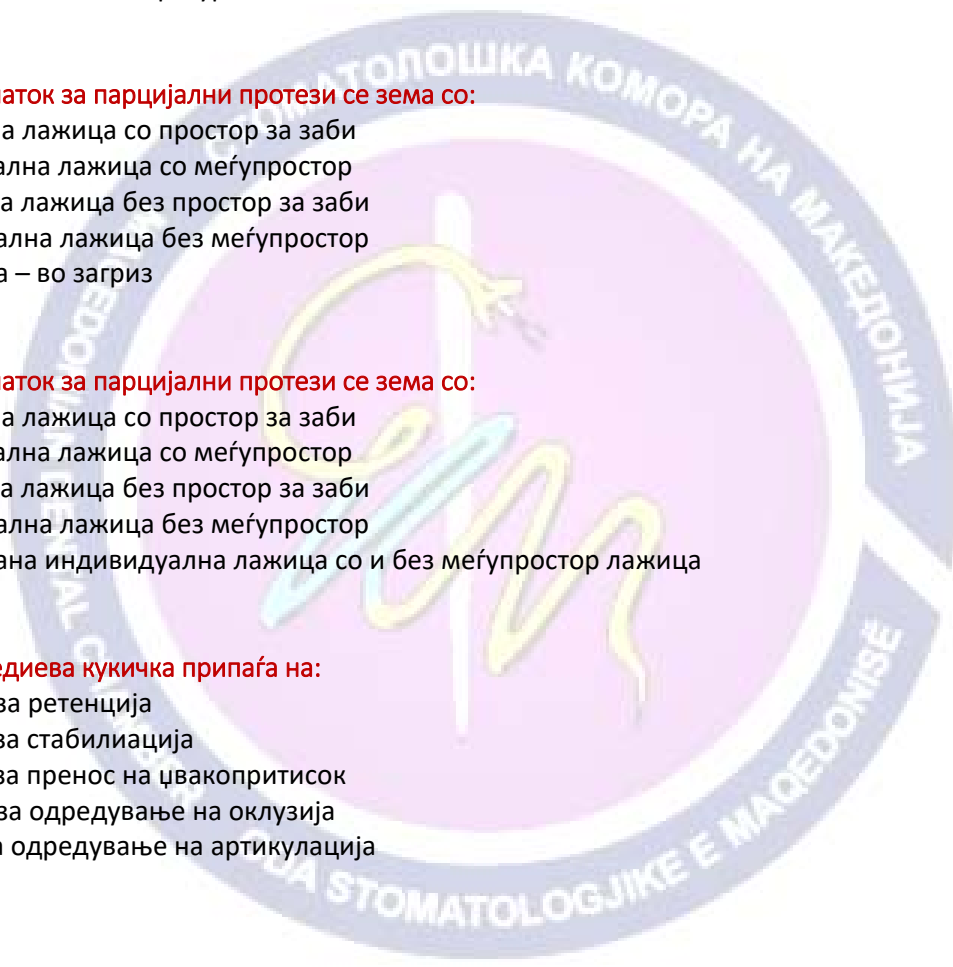 аток за парцијални протези се зема со:
а лажица со простор за заби
ална лажица со меѓупростор
а лажица без простор за заби
ална лажица без меѓупростор
а – во загриз
аток за парцијални протези се зема со:
а лажица со простор за заби
ална лажица со меѓупростор
а лажица без простор за заби
ална лажица без меѓупростор
ана индивидуална лажица со и без меѓупростор лажица
едиева кукичка припаѓа на:
за ретенција
за стабилиација
за пренос на џвакопритисок
за одредување на оклузија
а одредување на артикулација
СТОМАТОЛОШКА КОМОРА НА МАКЕДОНИЈА
ODA STOMATOLOGJIKE E MAQEDONISË
DENTAL